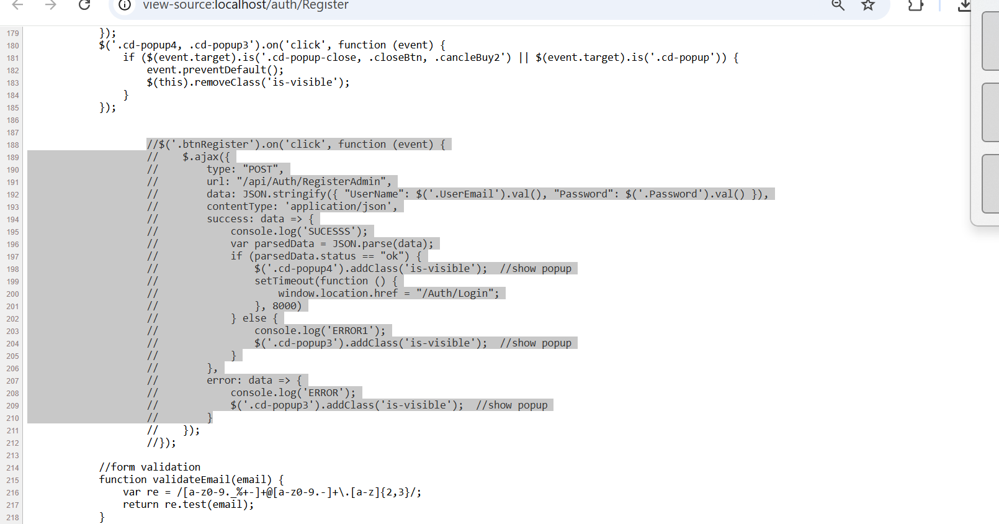 view-source:localhost/auth/Register
179 });
180 $('.cd-popup4, .cd-popup3').on('click', function (event) {
181 if ($(event.target).is('.cd-popup-close, .closeBtn, .cancleBuy2') || $(event.target).is('.cd-popup')) {
182 event.preventDefault();
183 $(this).removeClass('is-visible');
184 }
185 });
186
187
188 //$('.btnRegister').on('click', function (event) {
189 // $.ajax({
190 // type: "POST",
191 // url: "/api/Auth/RegisterAdmin",
192 // data: JSON.stringify({ "UserName": $('.UserEmail').val(), "Password": $('.Password').val() }),
193 // contentType: 'application/json',
194 // success: data => {
195 // console.log('SUCESSS');
196 // var parsedData = JSON.parse(data);
197 // if (parsedData.status == "ok") {
198 // $('.cd-popup4').addClass('is-visible'); //show popup
199 // setTimeout(function () {
200 // window.location.href = "/Auth/Login";
201 // }, 8000)
202 // } else {
203 // console.log('ERROR1');
204 // $('.cd-popup3').addClass('is-visible'); //show popup
205 // }
206 // },
207 // error: data => {
208 // console.log('ERROR');
209 // $('.cd-popup3').addClass('is-visible'); //show popup
210 // }
211 // });
212 //});
213
214 //form validation
215 function validateEmail(email) {
216 var re = /[a-z0-9._%+-]+@[a-z0-9.-]+\.[a-z]{2,3}/;
217 return re.test(email);
218 }